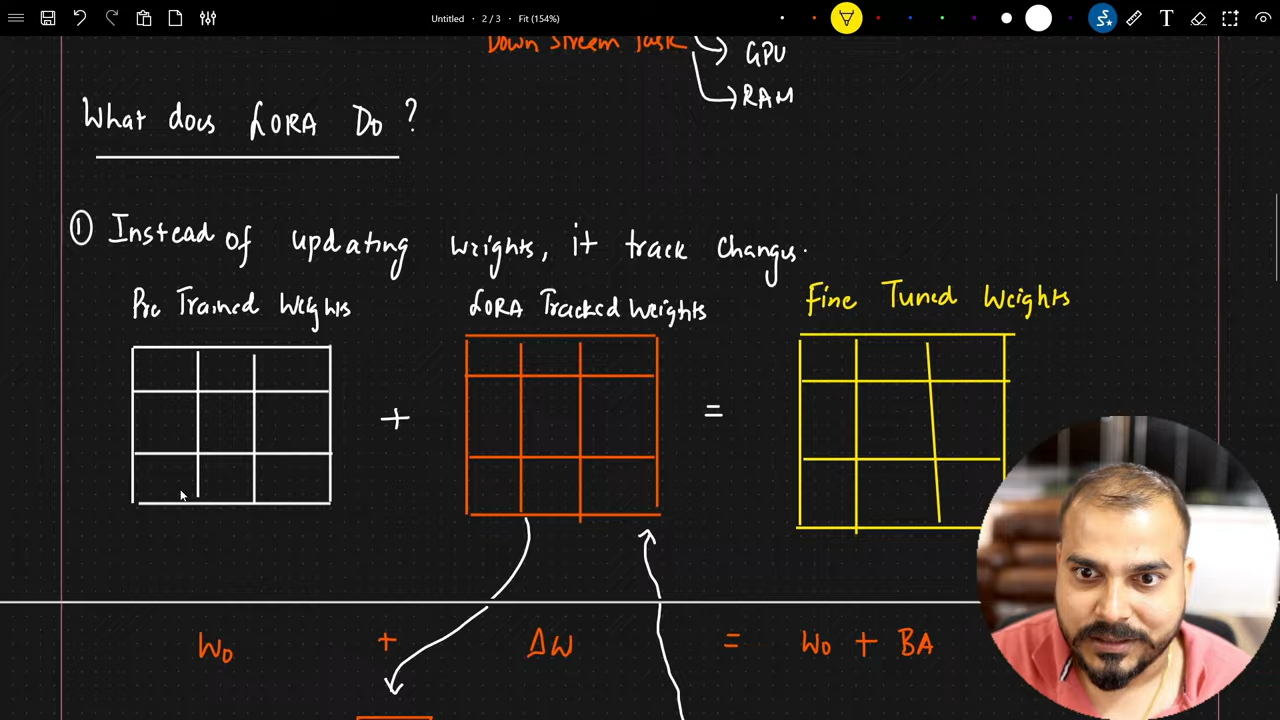 Untitled • 2 / 3 • Fit (154%)
T
Down Stream Task
GPU
RAM
What does LORA Do ?
① Instead of updating weights, it track changes.
Pre Trained Weights LORA Tracked Weights Fine Tuned Weights
+ =
W0 + ΔW = W0 + BA